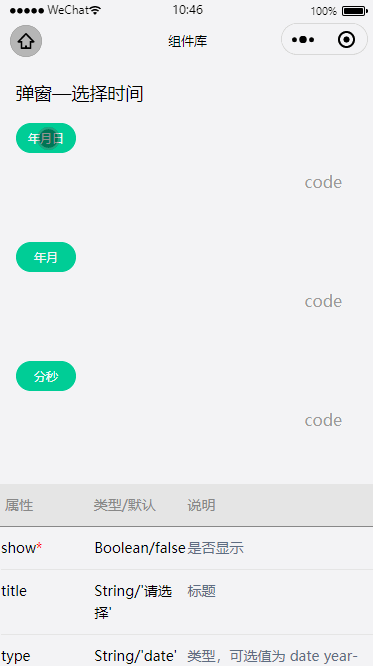 WeChat
10:46
100%
组件库
弹窗—选择时间
年月日
code
年月
code
分秒
code
属性 类型/默认 说明
show* Boolean/false 是否显示
title String/'请选 标题
择'
type String/'date' 类型，可选值为 date year-